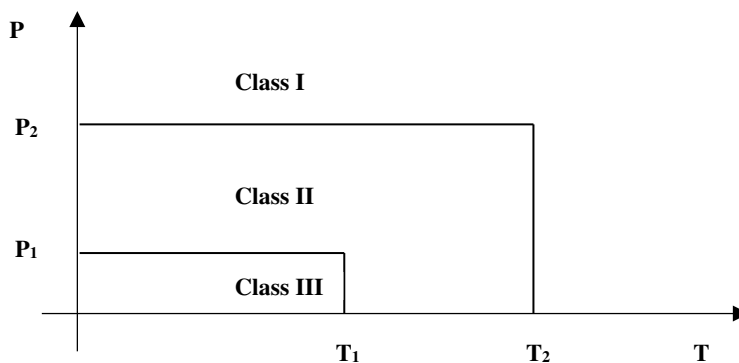 P
Class I
P₂
Class II
P₁
Class III
T₁ T₂ T